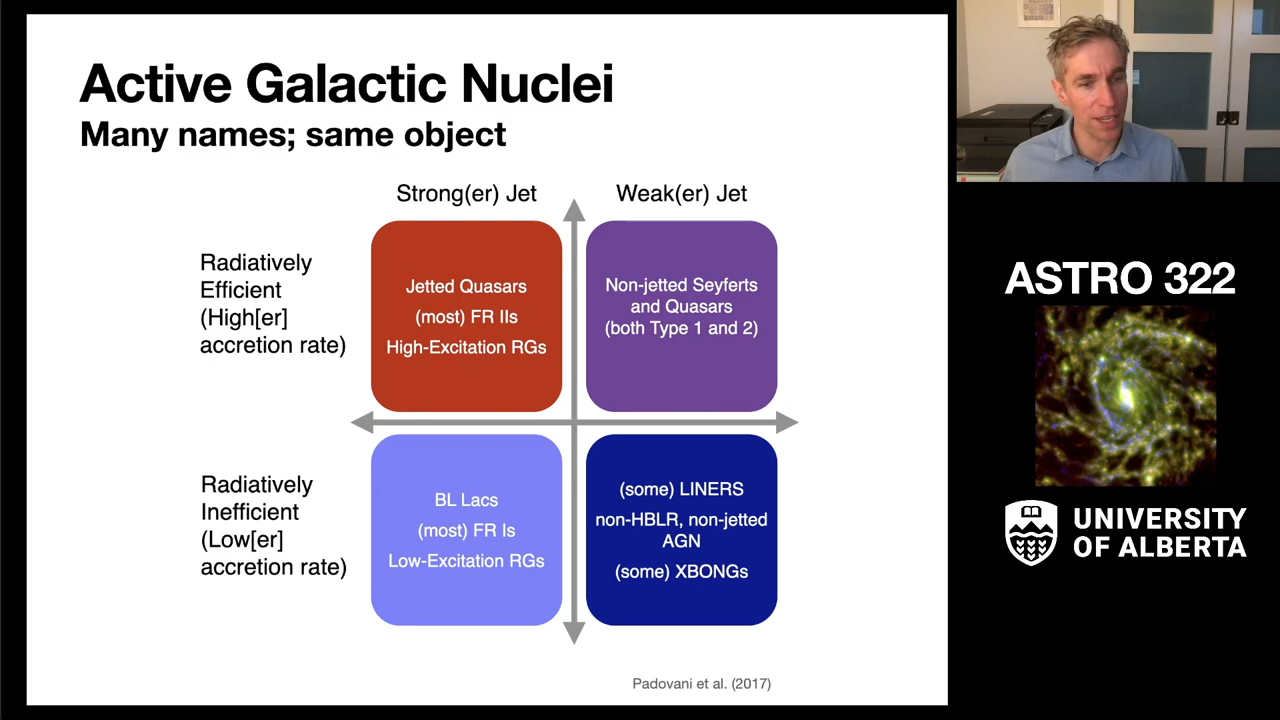 Active Galactic Nuclei
Many names; same object
Strong(er) Jet
Weak(er) Jet
Radiatively
Efficient
(High[er]
accretion rate)
Jetted Quasars
(most) FR IIs
High-Excitation RGs
Non-jetted Seyferts
and Quasars
(both Type 1 and 2)
Radiatively
Inefficient
(Low[er]
accretion rate)
BL Lacs
(most) FR Is
Low-Excitation RGs
(some) LINERS
non-HBLR, non-jetted
AGN
(some) XBONGs
Padovani et al. (2017)
ASTRO 322
UNIVERSITY
OF ALBERTA